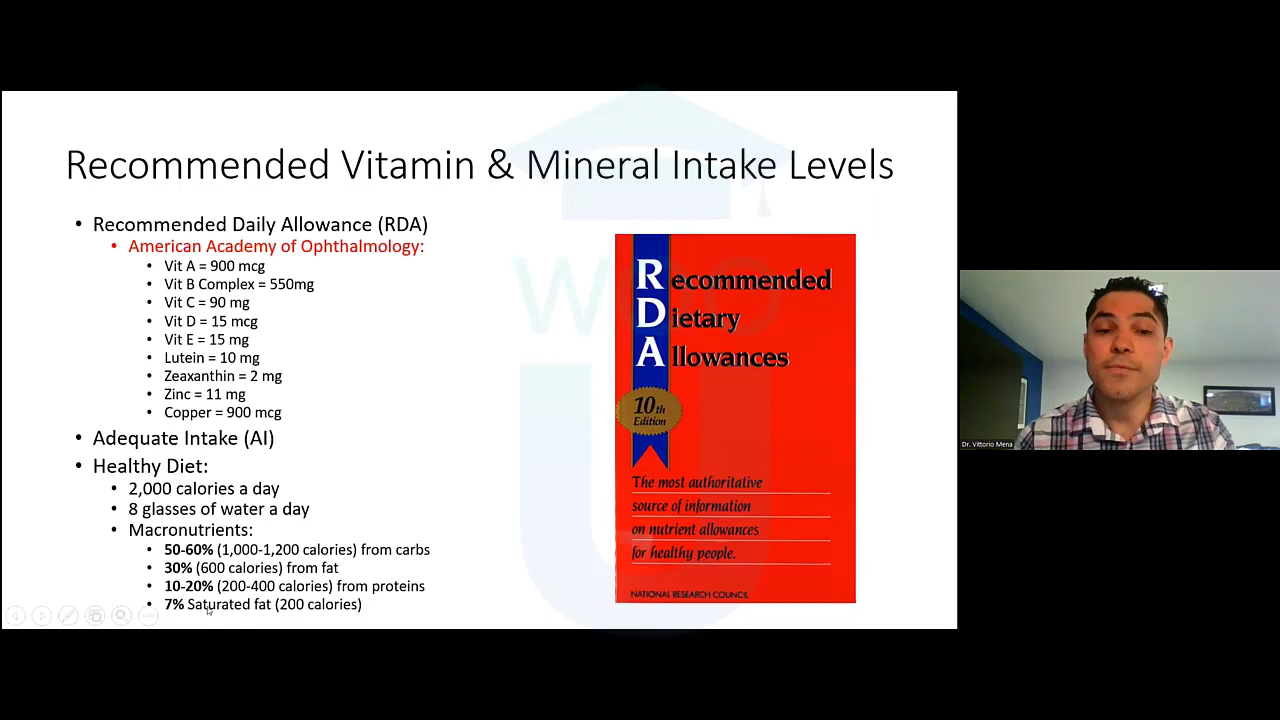 Recommended Vitamin & Mineral Intake Levels
• Recommended Daily Allowance (RDA)
• American Academy of Ophthalmology:
• Vit A = 900 mcg
• Vit B Complex = 550mg
• Vit C = 90 mg
• Vit D = 15 mcg
• Vit E = 15 mg
• Lutein = 10 mg
• Zeaxanthin = 2 mg
• Zinc = 11 mg
• Copper = 900 mcg
• Adequate Intake (AI)
• Healthy Diet:
• 2,000 calories a day
• 8 glasses of water a day
• Macronutrients:
• 50-60% (1,000-1,200 calories) from carbs
• 30% (600 calories) from fat
• 10-20% (200-400 calories) from proteins
• 7% Saturated fat (200 calories)
Recommended
Dietary
Allowances
10th
Edition
The most authoritative
source of information
on nutrient allowances
for healthy people.
NATIONAL RESEARCH COUNCIL
Dr. Vittorio Mena